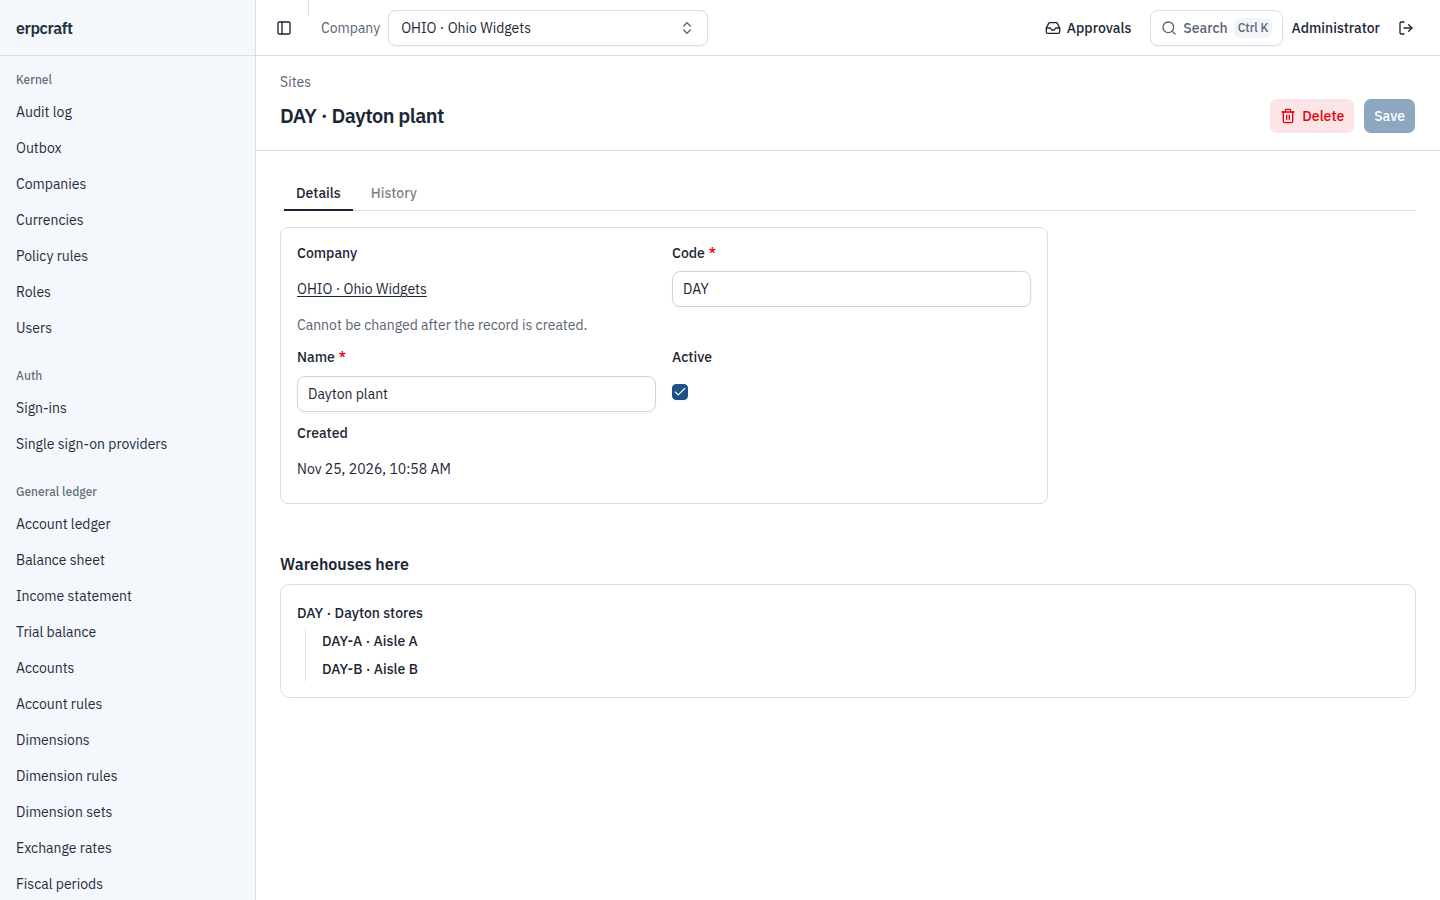 erpcraft
Company
OHIO · Ohio Widgets
Approvals
Search Ctrl K
Administrator
Kernel
Audit log
Outbox
Companies
Currencies
Policy rules
Roles
Users
Auth
Sign-ins
Single sign-on providers
General ledger
Account ledger
Balance sheet
Income statement
Trial balance
Accounts
Account rules
Dimensions
Dimension rules
Dimension sets
Exchange rates
Fiscal periods
Sites
DAY · Dayton plant
Delete
Save
Details
History
Company
OHIO · Ohio Widgets
Cannot be changed after the record is created.
Code *
DAY
Name *
Dayton plant
Active
Created
Nov 25, 2026, 10:58 AM
Warehouses here
DAY · Dayton stores
DAY-A · Aisle A
DAY-B · Aisle B